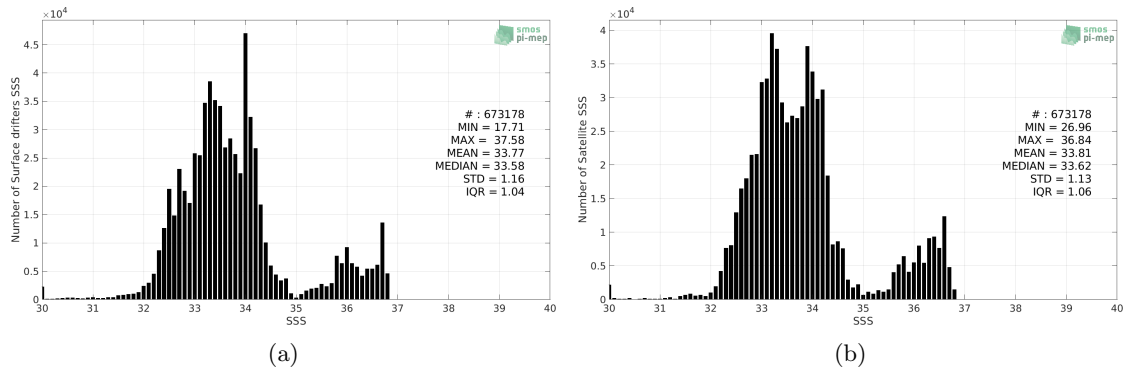 ×10⁴
4.5
4
3.5
3
2.5
2
1.5
1
0.5
0
30 31 32 33 34 35 36 37 38 39 40
Number of Surface drifters SSS
SSS
smos
pi-mep
# : 673178
MIN = 17.71
MAX = 37.58
MEAN = 33.77
MEDIAN = 33.58
STD = 1.16
IQR = 1.04
(a)
×10⁴
4
3.5
3
2.5
2
1.5
1
0.5
0
30 31 32 33 34 35 36 37 38 39 40
Number of Satellite SSS
SSS
smos
pi-mep
# : 673178
MIN = 26.96
MAX = 36.84
MEAN = 33.81
MEDIAN = 33.62
STD = 1.13
IQR = 1.06
(b)